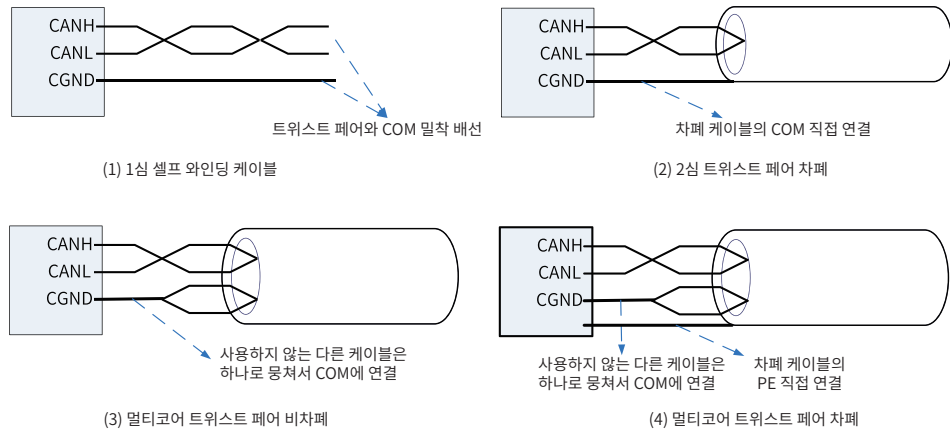 CANH
CANL
CGND
트위스트 페어와 COM 밀착 배선
(1) 1심 셀프 와인딩 케이블
CANH
CANL
CGND
차폐 케이블의 COM 직접 연결
(2) 2심 트위스트 페어 차폐
CANH
CANL
CGND
사용하지 않는 다른 케이블은
하나로 뭉쳐서 COM에 연결
(3) 멀티코어 트위스트 페어 비차폐
CANH
CANL
CGND
사용하지 않는 다른 케이블은
하나로 뭉쳐서 COM에 연결
차폐 케이블의
PE 직접 연결
(4) 멀티코어 트위스트 페어 차폐